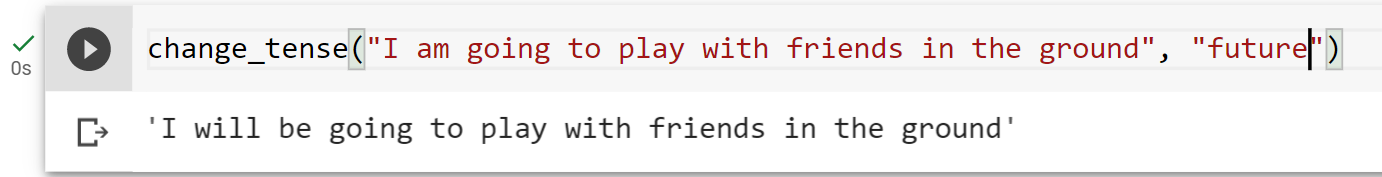 change_tense("I am going to play with friends in the ground", "future")
0s
'I will be going to play with friends in the ground'